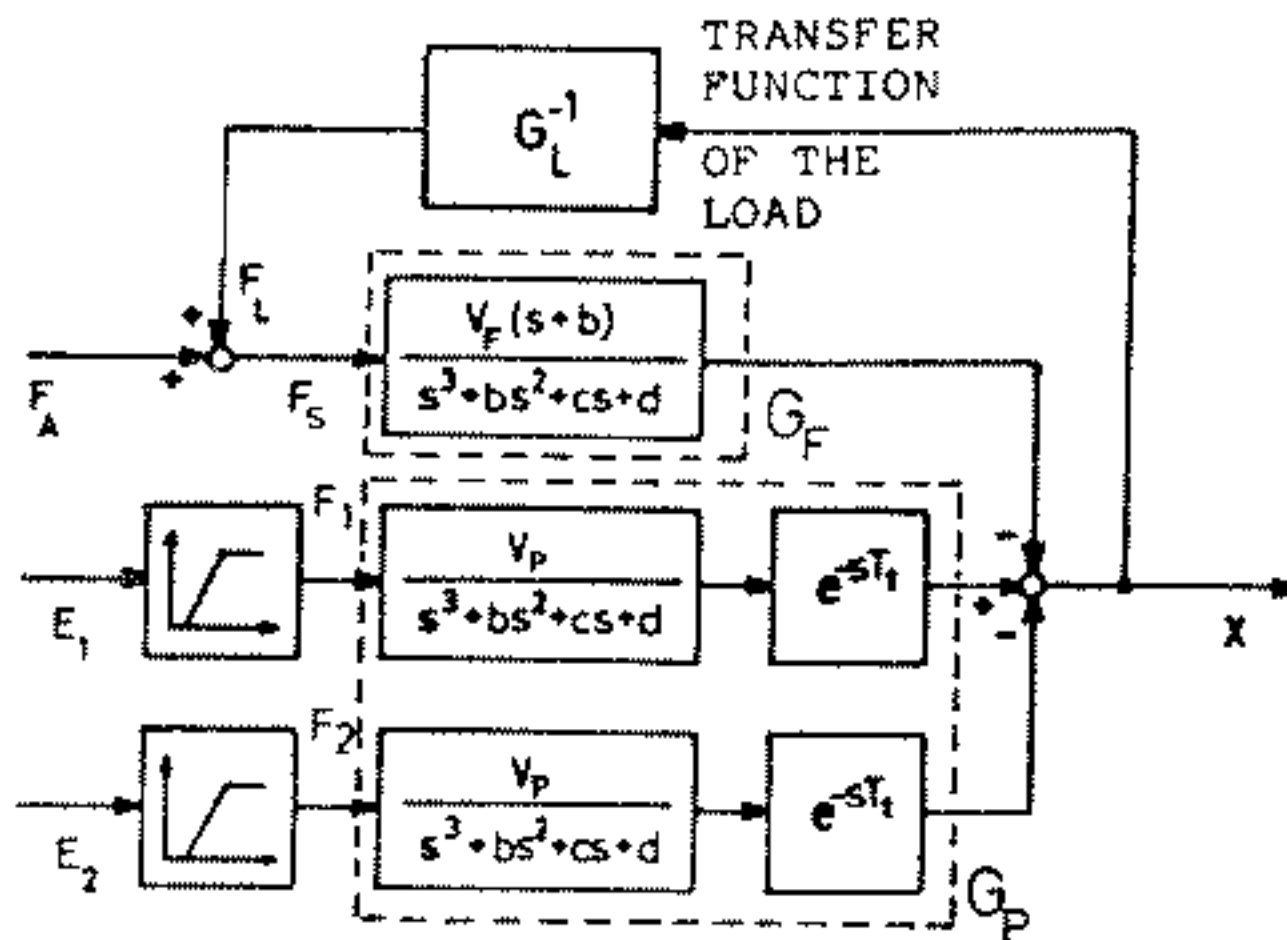 TRANSFER
FUNCTION
OF THE
LOAD
G_L^-1
F_L
+
+
F_A
F_S
V_F (s+b)
s^3+bs^2+cs+d
G_F
-
E_1
F_1
V_P
s^3+bs^2+cs+d
e^-sT_t
+
-
X
E_2
F_2
V_P
s^3+bs^2+cs+d
e^-sT_t
G_P